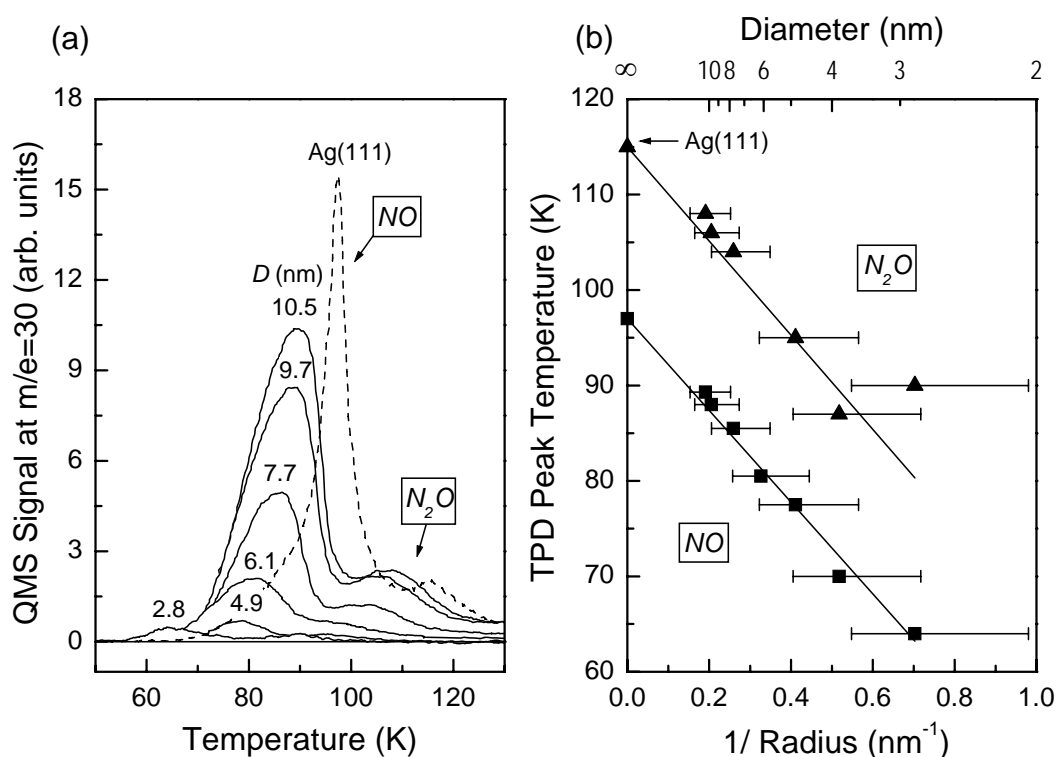 (a)
QMS Signal at m/e=30 (arb. units)
18
15
12
9
6
3
0
Ag(111)
NO
D (nm)
10.5
9.7
7.7
6.1
4.9
2.8
N₂O
60 80 100 120
Temperature (K)
(b)
Diameter (nm)
∞ 10 8 6 4 3 2
TPD Peak Temperature (K)
120
110
100
90
80
70
60
Ag(111)
N₂O
NO
0.0 0.2 0.4 0.6 0.8 1.0
1/ Radius (nm⁻¹)